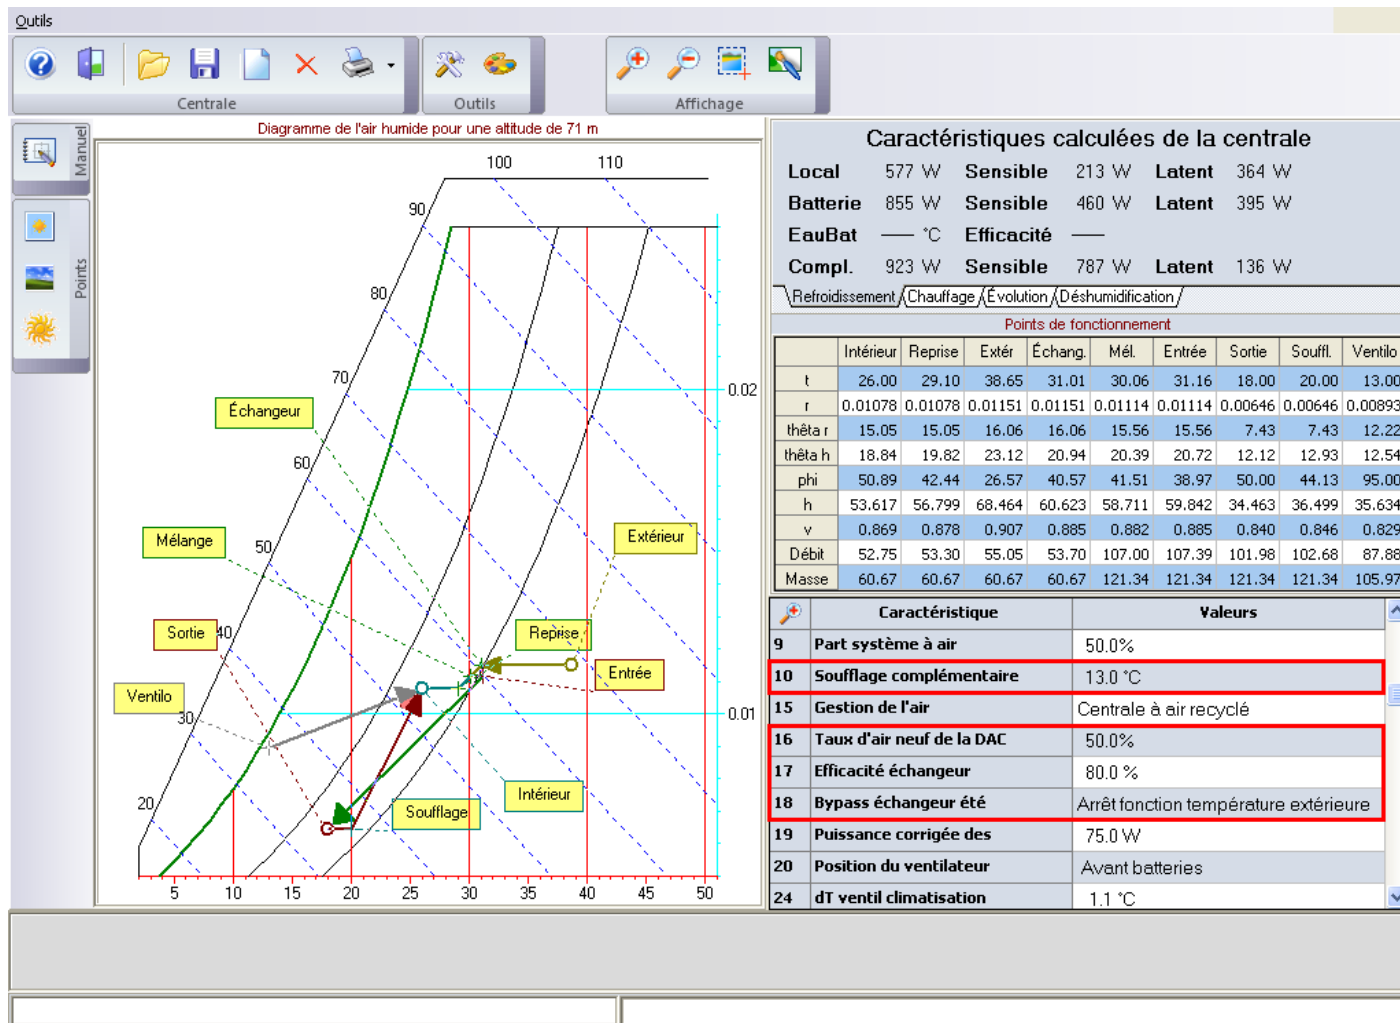 Outils
Centrale
Outils
Affichage
Manuel
Points
Diagramme de l'air humide pour une altitude de 71 m
100
110
90
80
70
60
50
40
30
20
0.02
0.01
5 10 15 20 25 30 35 40 45 50
Échangeur
Mélange
Extérieur
Sortie
Reprise
Entrée
Ventilo
Intérieur
Soufflage
Caractéristiques calculées de la centrale
Local 577 W Sensible 213 W Latent 364 W
Batterie 855 W Sensible 460 W Latent 395 W
EauBat —— °C Efficacité ——
Compl. 923 W Sensible 787 W Latent 136 W
Refroidissement Chauffage Évolution Déshumidification
Points de fonctionnement
Intérieur Reprise Extér Échang. Mél. Entrée Sortie Souffl. Ventilo
t 26.00 29.10 38.65 31.01 30.06 31.16 18.00 20.00 13.00
r 0.01078 0.01078 0.01151 0.01151 0.01114 0.01114 0.00646 0.00646 0.00893
thêta r 15.05 15.05 16.06 16.06 15.56 15.56 7.43 7.43 12.22
thêta h 18.84 19.82 23.12 20.94 20.39 20.72 12.12 12.93 12.54
phi 50.89 42.44 26.57 40.57 41.51 38.97 50.00 44.13 95.00
h 53.617 56.799 68.464 60.623 58.711 59.842 34.463 36.499 35.634
v 0.869 0.878 0.907 0.885 0.882 0.885 0.840 0.846 0.829
Débit 52.75 53.30 55.05 53.70 107.00 107.39 101.98 102.68 87.88
Masse 60.67 60.67 60.67 60.67 121.34 121.34 121.34 121.34 105.97
Caractéristique Valeurs
9 Part système à air 50.0%
10 Soufflage complémentaire 13.0 °C
15 Gestion de l'air Centrale à air recyclé
16 Taux d'air neuf de la DAC 50.0%
17 Efficacité échangeur 80.0 %
18 Bypass échangeur été Arrêt fonction température extérieure
19 Puissance corrigée des 75.0 W
20 Position du ventilateur Avant batteries
24 dT ventil climatisation 1.1 °C